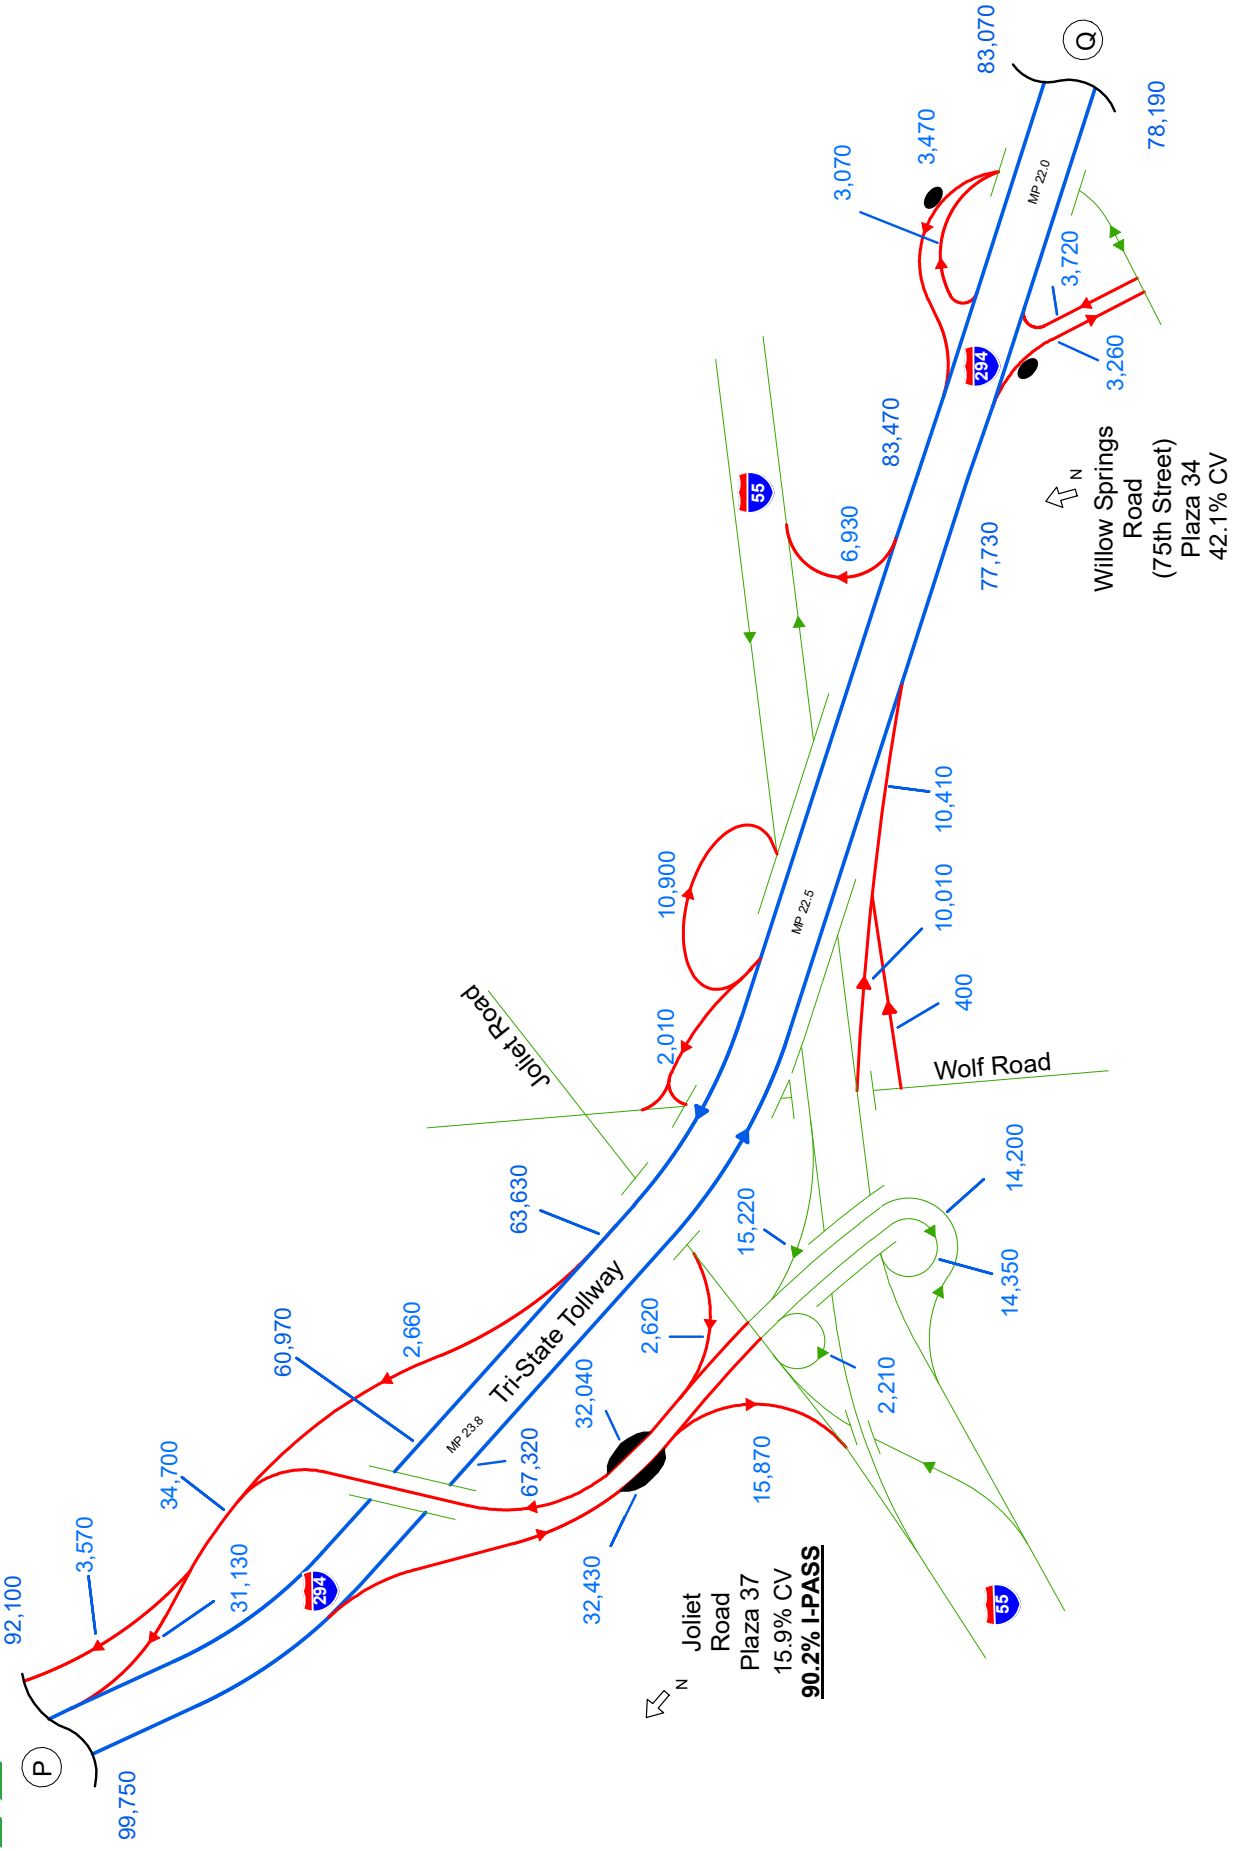 92,100
P
99,750
3,570
31,130
34,700
294
60,970
2,660
MP 23.8
67,320
Tri-State Tollway
63,630
32,430
32,040
2,620
15,870
2,210
15,220
14,350
14,200
Joliet
Road
Plaza 37
15.9% CV
90.2% I-PASS
N
55
Joliet Road
2,010
10,900
Wolf Road
400
10,010
10,410
MP 22.5
6,930
55
83,470
77,730
294
3,070
3,470
3,720
3,260
MP 22.0
83,070
78,190
Q
N
Willow Springs
Road
(75th Street)
Plaza 34
42.1% CV